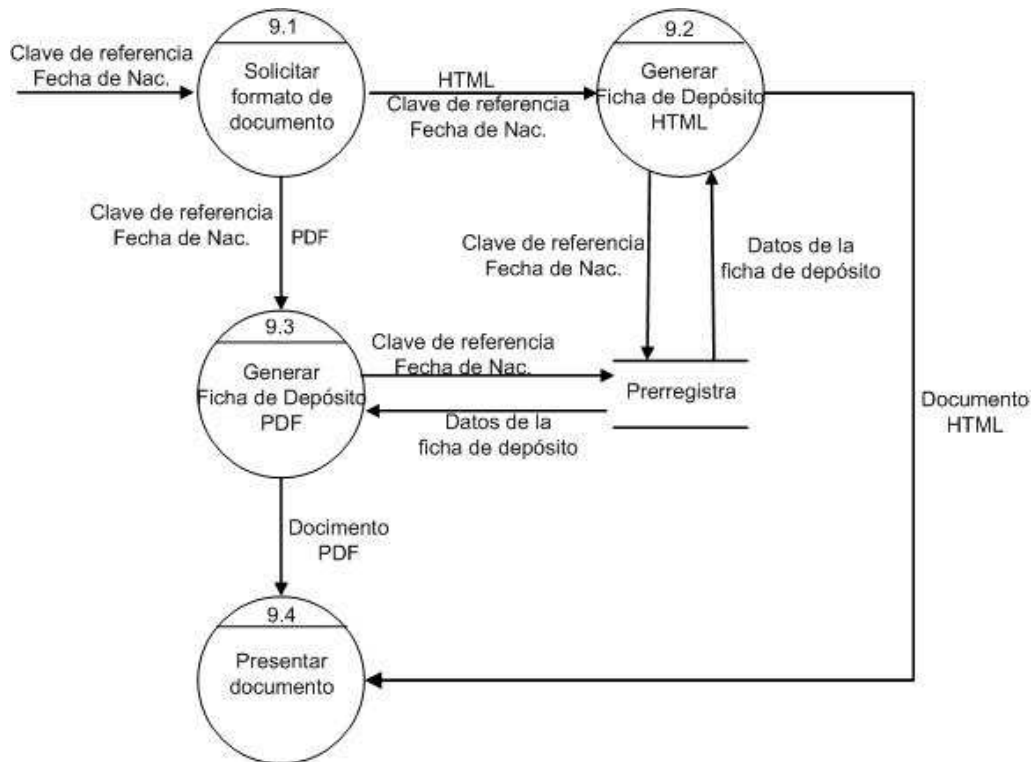 9.1
Solicitar
formato de
documento
Clave de referencia
Fecha de Nac.
HTML
Clave de referencia
Fecha de Nac.
9.2
Generar
Ficha de Depósito
HTML
Clave de referencia
Fecha de Nac.
PDF
Clave de referencia
Fecha de Nac.
Datos de la
ficha de depósito
9.3
Generar
Ficha de Depósito
PDF
Clave de referencia
Fecha de Nac.
Datos de la
ficha de depósito
Prerregistra
Documento
HTML
Docimento
PDF
9.4
Presentar
documento